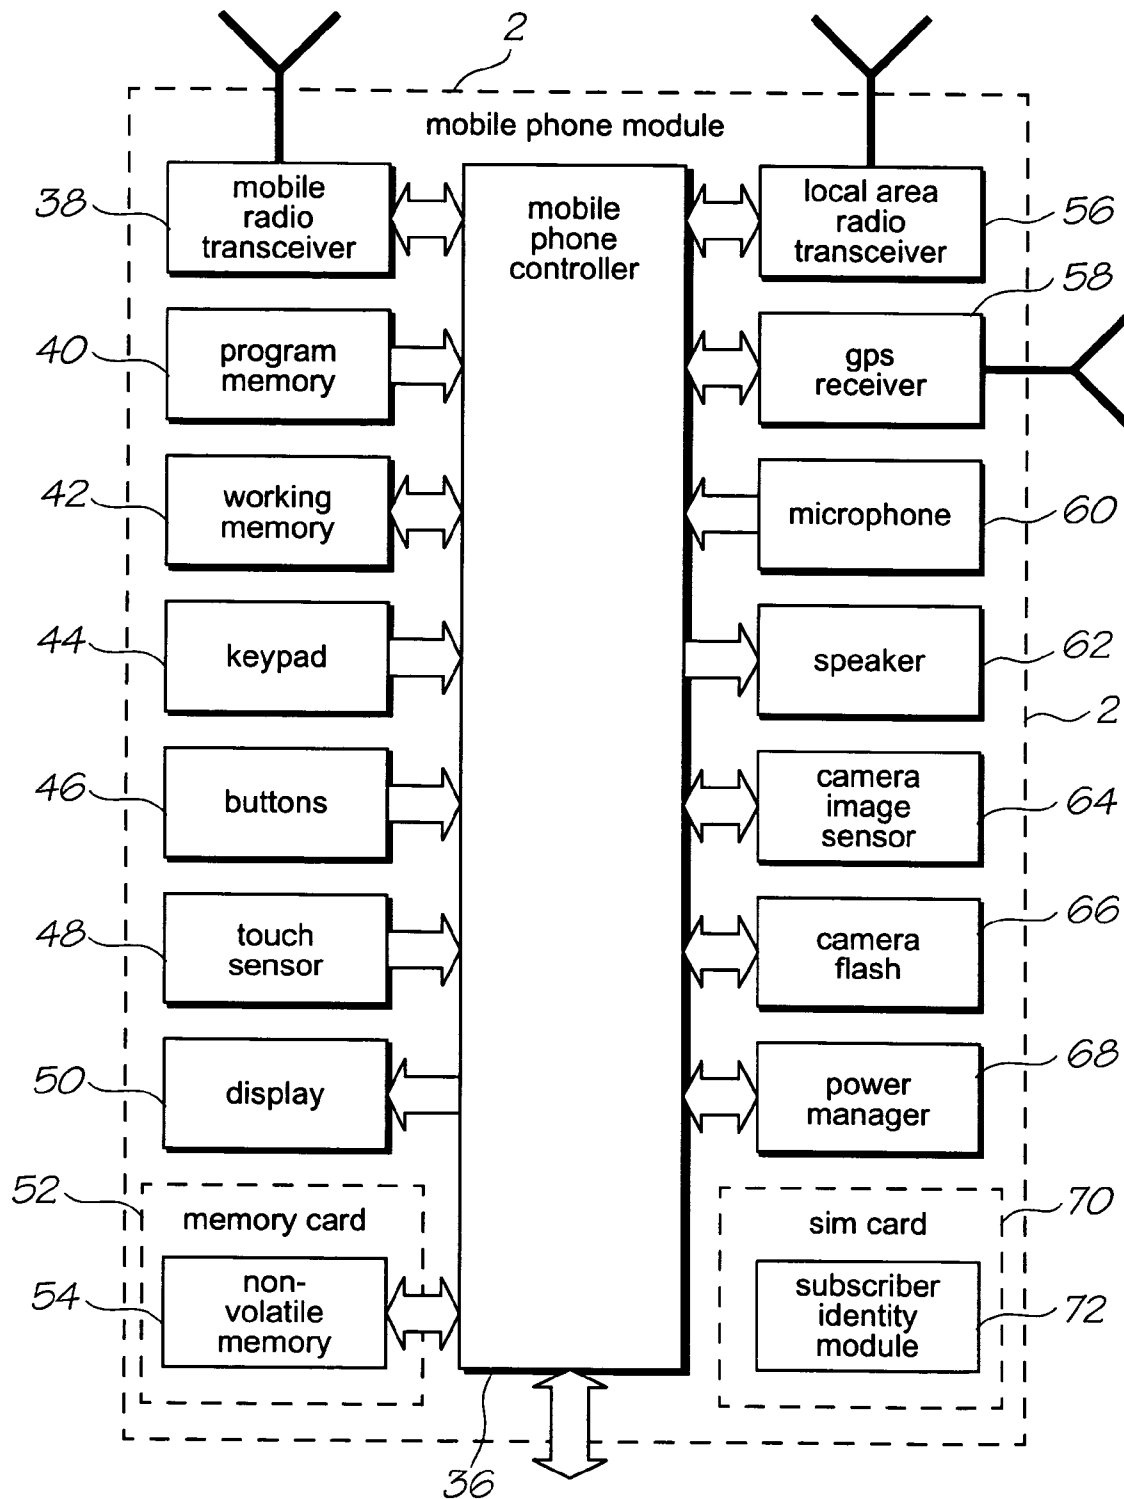 2
mobile phone module
38
mobile
radio
transceiver
mobile
phone
controller
local area
radio
transceiver
56
58
40
program
memory
gps
receiver
42
working
memory
microphone
60
44
keypad
speaker
62
2
46
buttons
camera
image
sensor
64
48
touch
sensor
camera
flash
66
50
display
power
manager
68
52
memory card
sim card
70
54
non-
volatile
memory
subscriber
identity
module
72
36